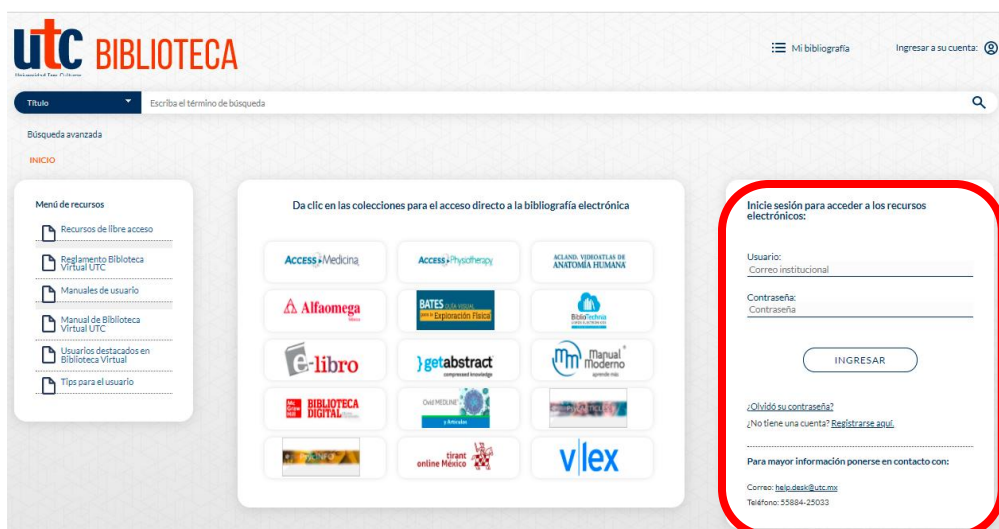 utc BIBLIOTECA
Universidad Tres Culturas
Mi bibliografía
Ingresar a su cuenta:
Título
Escriba el término de búsqueda
Búsqueda avanzada
INICIO
Menú de recursos
Recursos de libre acceso
Reglamento Bibloteca
Virtual UTC
Manuales de usuario
Manual de Biblioteca
Virtual UTC
Usuarios destacados en
Biblioteca Virtual
Tips para el usuario
Da clic en las colecciones para el acceso directo a la bibliografía electrónica
ACCESS Medicina
ACCESS Physiotherapy
ACLAND. VIDEOATLAS DE
ANATOMÍA HUMANA
Alfaomega
BATES GUÍA VISUAL
para la Exploración Física
BiblioTechnia
e-libro
getabstract
compressed knowledge
Mm Manual
Moderno
aprende más
Mc Graw Hill BIBLIOTECA
DIGITAL
Ovid MEDLINE
y Artículos
tirant
online México
vlex
Inicie sesión para acceder a los recursos
electrónicos:
Usuario:
Correo institucional
Contraseña:
Contraseña
INGRESAR
¿Olvidó su contraseña?
¿No tiene una cuenta? Registrarse aquí.
Para mayor información ponerse en contacto con:
Correo: help.desk@utc.mx
Teléfono: 55884-25033